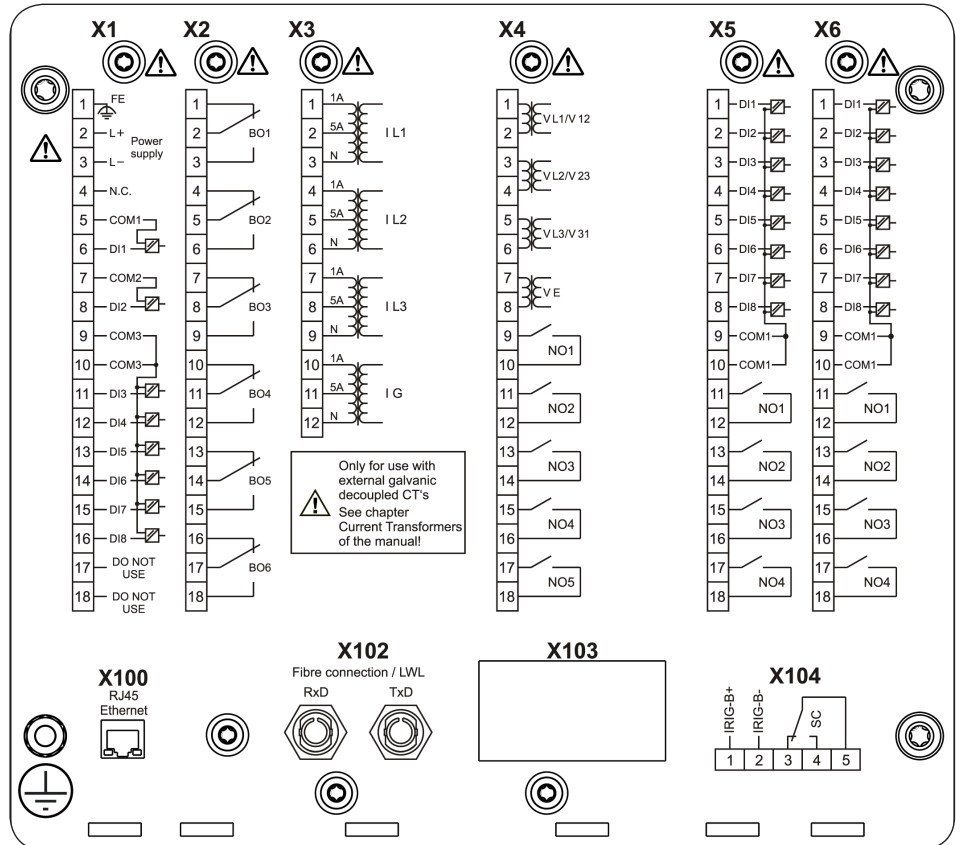 X1
X2
X3
X4
X5
X6
1 FE
2 L+
Power
supply
3 L–
4 N.C.
5 COM1
6 DI1
7 COM2
8 DI2
9 COM3
10 COM3
11 DI3
12 DI4
13 DI5
14 DI6
15 DI7
16 DI8
17 DO NOT
USE
18 DO NOT
USE
1
2 BO1
3
4
5 BO2
6
7
8 BO3
9
10
11 BO4
12
13
14 BO5
15
16
17 BO6
18
1 1A
2 5A I L1
3 N
4 1A
5 5A I L2
6 N
7 1A
8 5A I L3
9 N
10 1A
11 5A I G
12 N
Only for use with
external galvanic
decoupled CT's
See chapter
Current Transformers
of the manual!
1
V L1/V 12
2
3
V L2/V 23
4
5
V L3/V 31
6
7
V E
8
9
NO1
10
11
NO2
12
13
NO3
14
15
NO4
16
17
NO5
18
1 DI1
2 DI2
3 DI3
4 DI4
5 DI5
6 DI6
7 DI7
8 DI8
9 COM1
10 COM1
11
NO1
12
13
NO2
14
15
NO3
16
17
NO4
18
1 DI1
2 DI2
3 DI3
4 DI4
5 DI5
6 DI6
7 DI7
8 DI8
9 COM1
10 COM1
11
NO1
12
13
NO2
14
15
NO3
16
17
NO4
18
X100
RJ45
Ethernet
X102
Fibre connection / LWL
RxD TxD
X103
X104
IRIG-B+
IRIG-B-
SC
1 2 3 4 5